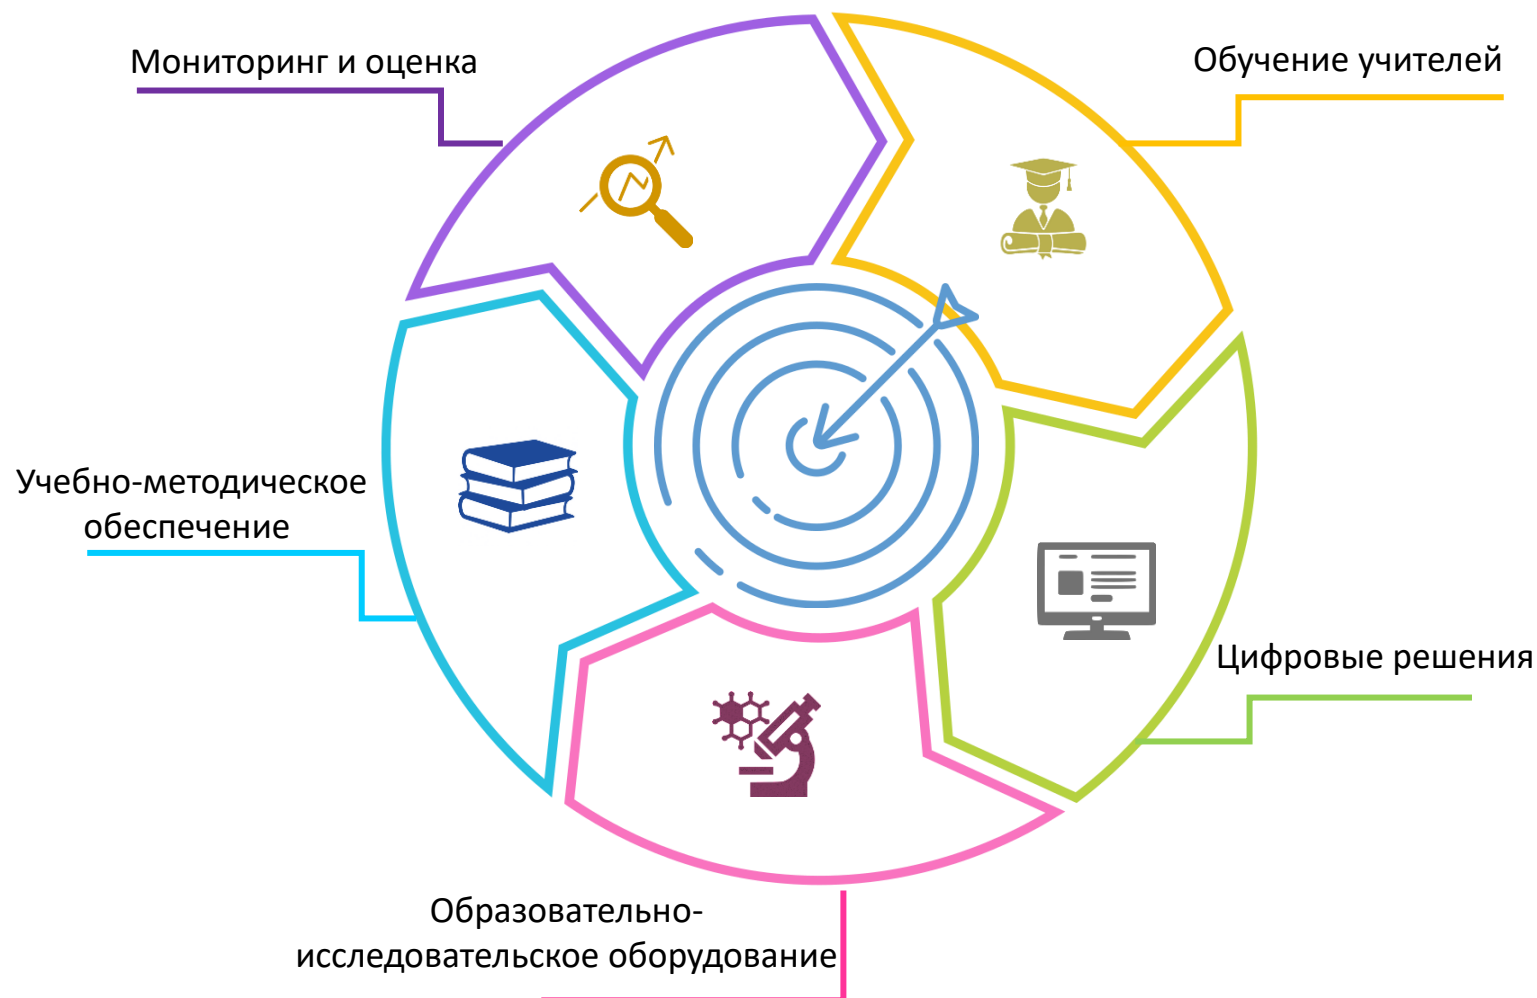 Мониторинг и оценка
Обучение учителей
Учебно-методическое
обеспечение
Цифровые решения
Образовательно-
исследовательское оборудование